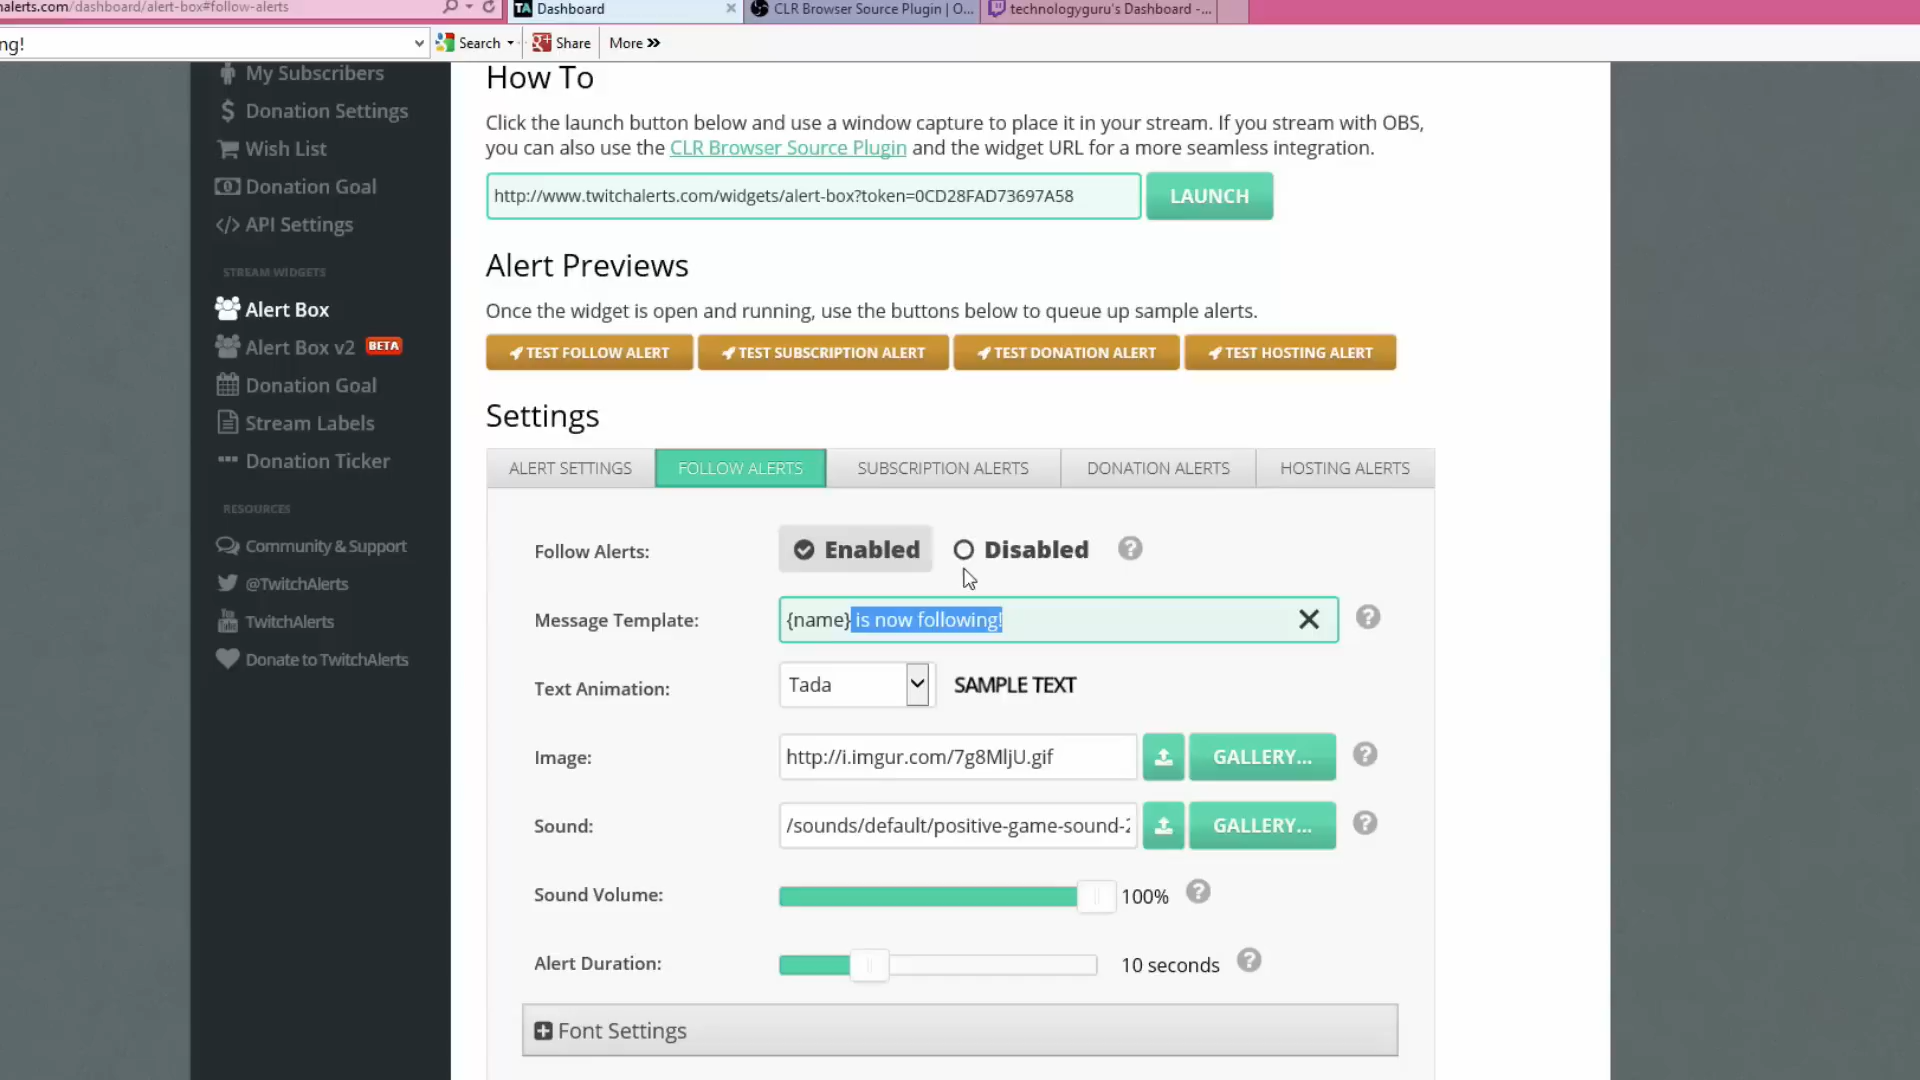 halerts.com/dashboard/alert-box#follow-alerts
TA Dashboard
CLR Browser Source Plugin | O...
technologyguru's Dashboard -...
ng!
Search
Share
More
My Subscribers
Donation Settings
Wish List
Donation Goal
API Settings
STREAM WIDGETS
Alert Box
Alert Box v2 BETA
Donation Goal
Stream Labels
Donation Ticker
RESOURCES
Community & Support
@TwitchAlerts
TwitchAlerts
Donate to TwitchAlerts
How To
Click the launch button below and use a window capture to place it in your stream. If you stream with OBS,
you can also use the CLR Browser Source Plugin and the widget URL for a more seamless integration.
http://www.twitchalerts.com/widgets/alert-box?token=0CD28FAD73697A58
LAUNCH
Alert Previews
Once the widget is open and running, use the buttons below to queue up sample alerts.
TEST FOLLOW ALERT
TEST SUBSCRIPTION ALERT
TEST DONATION ALERT
TEST HOSTING ALERT
Settings
ALERT SETTINGS
FOLLOW ALERTS
SUBSCRIPTION ALERTS
DONATION ALERTS
HOSTING ALERTS
Follow Alerts: Enabled Disabled ?
Message Template: {name} is now following! ?
Text Animation: Tada SAMPLE TEXT
Image: http://i.imgur.com/7g8MljU.gif GALLERY... ?
Sound: /sounds/default/positive-game-sound-2 GALLERY... ?
Sound Volume: 100% ?
Alert Duration: 10 seconds ?
Font Settings